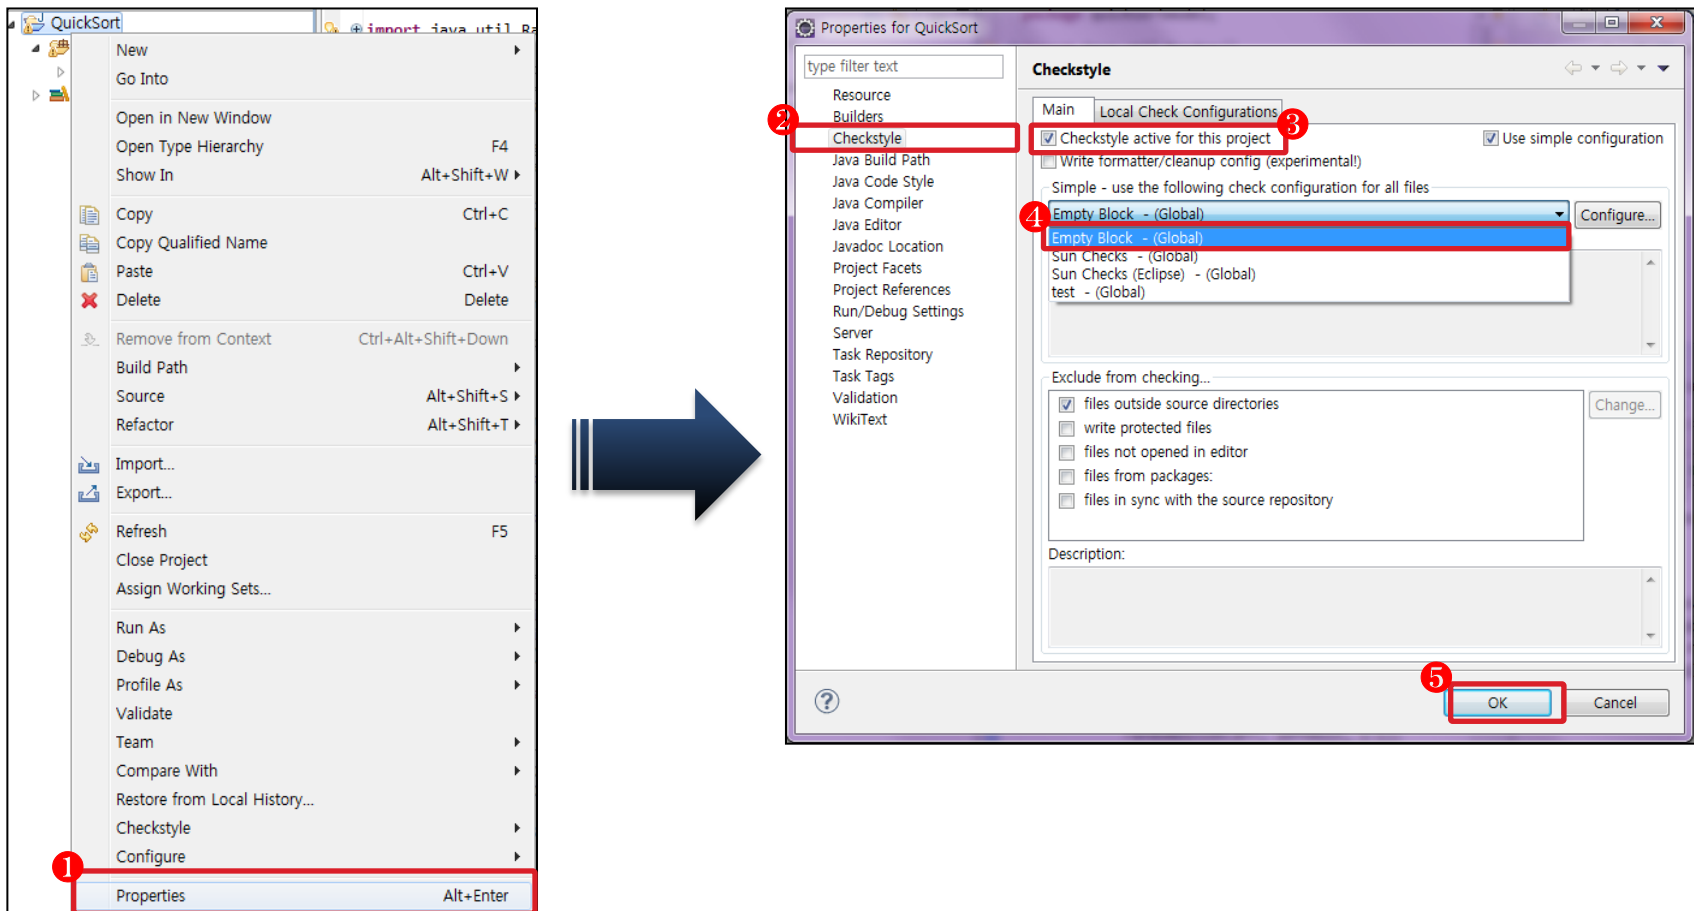 QuickSort
import java.util.Ra
New
Go Into
Open in New Window
Open Type Hierarchy F4
Show In Alt+Shift+W
Copy Ctrl+C
Copy Qualified Name
Paste Ctrl+V
Delete Delete
Remove from Context Ctrl+Alt+Shift+Down
Build Path
Source Alt+Shift+S
Refactor Alt+Shift+T
Import...
Export...
Refresh F5
Close Project
Assign Working Sets...
Run As
Debug As
Profile As
Validate
Team
Compare With
Restore from Local History...
Checkstyle
Configure
1
Properties Alt+Enter
Properties for QuickSort
type filter text
Resource
Builders
2
Checkstyle
Java Build Path
Java Code Style
Java Compiler
Java Editor
Javadoc Location
Project Facets
Project References
Run/Debug Settings
Server
Task Repository
Task Tags
Validation
WikiText
Checkstyle
Main Local Check Configurations
3
Checkstyle active for this project Use simple configuration
Write formatter/cleanup config (experimental!)
Simple - use the following check configuration for all files
4
Empty Block - (Global) Configure...
Empty Block - (Global)
Sun Checks - (Global)
Sun Checks (Eclipse) - (Global)
test - (Global)
Exclude from checking...
files outside source directories Change...
write protected files
files not opened in editor
files from packages:
files in sync with the source repository
Description:
5
OK Cancel